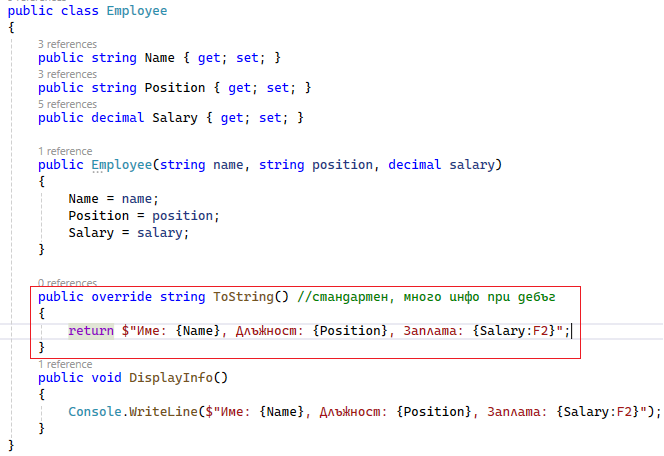 public class Employee
{
3 references
public string Name { get; set; }
3 references
public string Position { get; set; }
5 references
public decimal Salary { get; set; }
1 reference
public Employee(string name, string position, decimal salary)
{
Name = name;
Position = position;
Salary = salary;
}
0 references
public override string ToString() //стандартен, много инфо при дебъг
{
return $"Име: {Name}, Длъжност: {Position}, Заплата: {Salary:F2}";
}
1 reference
public void DisplayInfo()
{
Console.WriteLine($"Име: {Name}, Длъжност: {Position}, Заплата: {Salary:F2}");
}
}